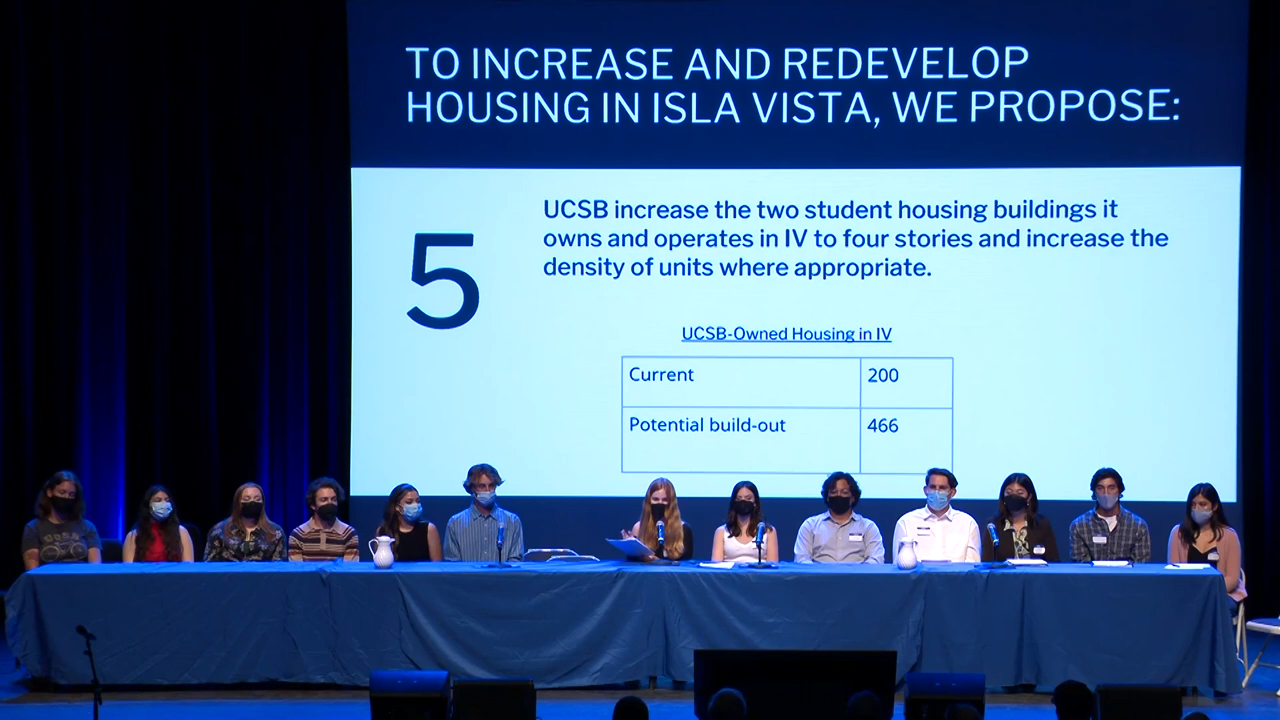 TO INCREASE AND REDEVELOP
HOUSING IN ISLA VISTA, WE PROPOSE:
5
UCSB increase the two student housing buildings it
owns and operates in IV to four stories and increase the
density of units where appropriate.
UCSB-Owned Housing in IV
Current 200
Potential build-out 466
UCSB